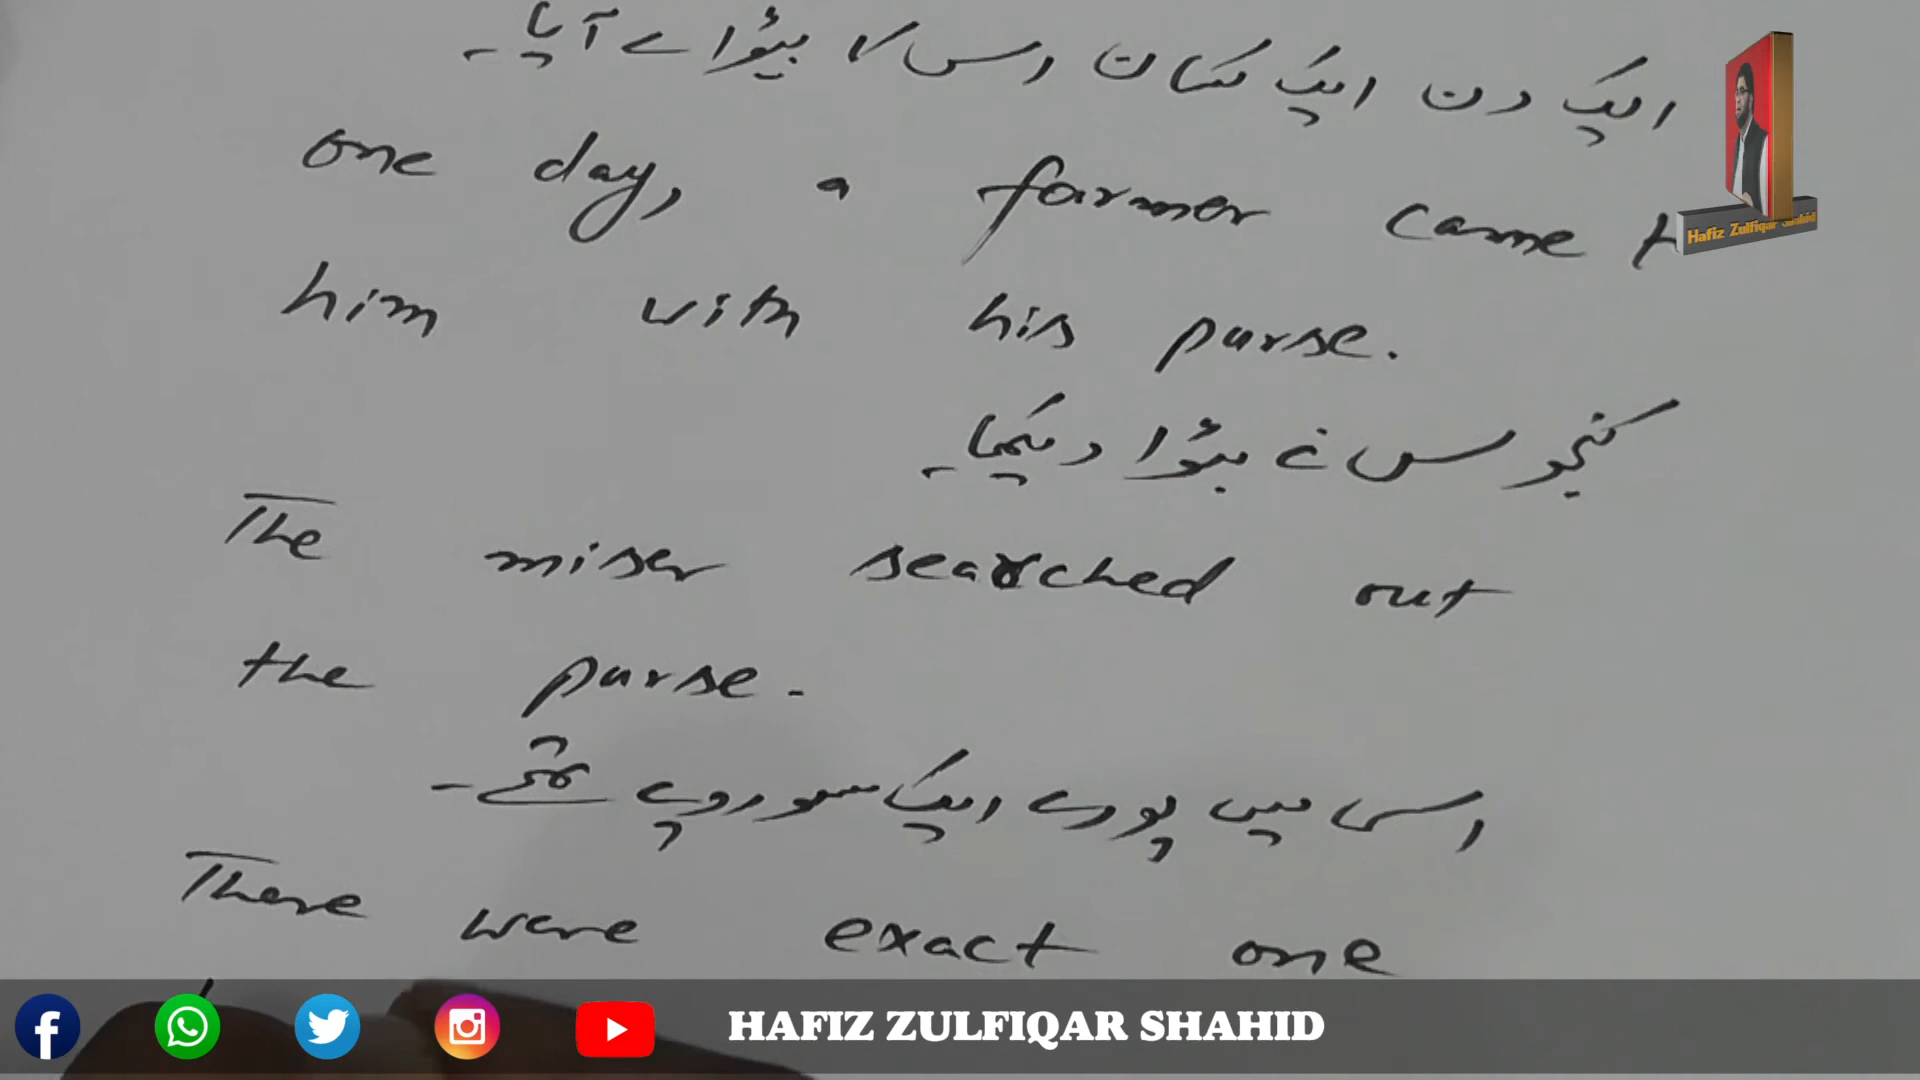 ایک دن ایک کسان اس کا بٹوا لے آیا۔
one day, a farmer came
him with his purse.
کنجوس نے بٹوا دیکھا۔
The miser searched out
the purse.
اس میں پورے ایک سو روپے تھے۔
There were exact one
Hafiz Zulfiqar Shahid
HAFIZ ZULFIQAR SHAHID